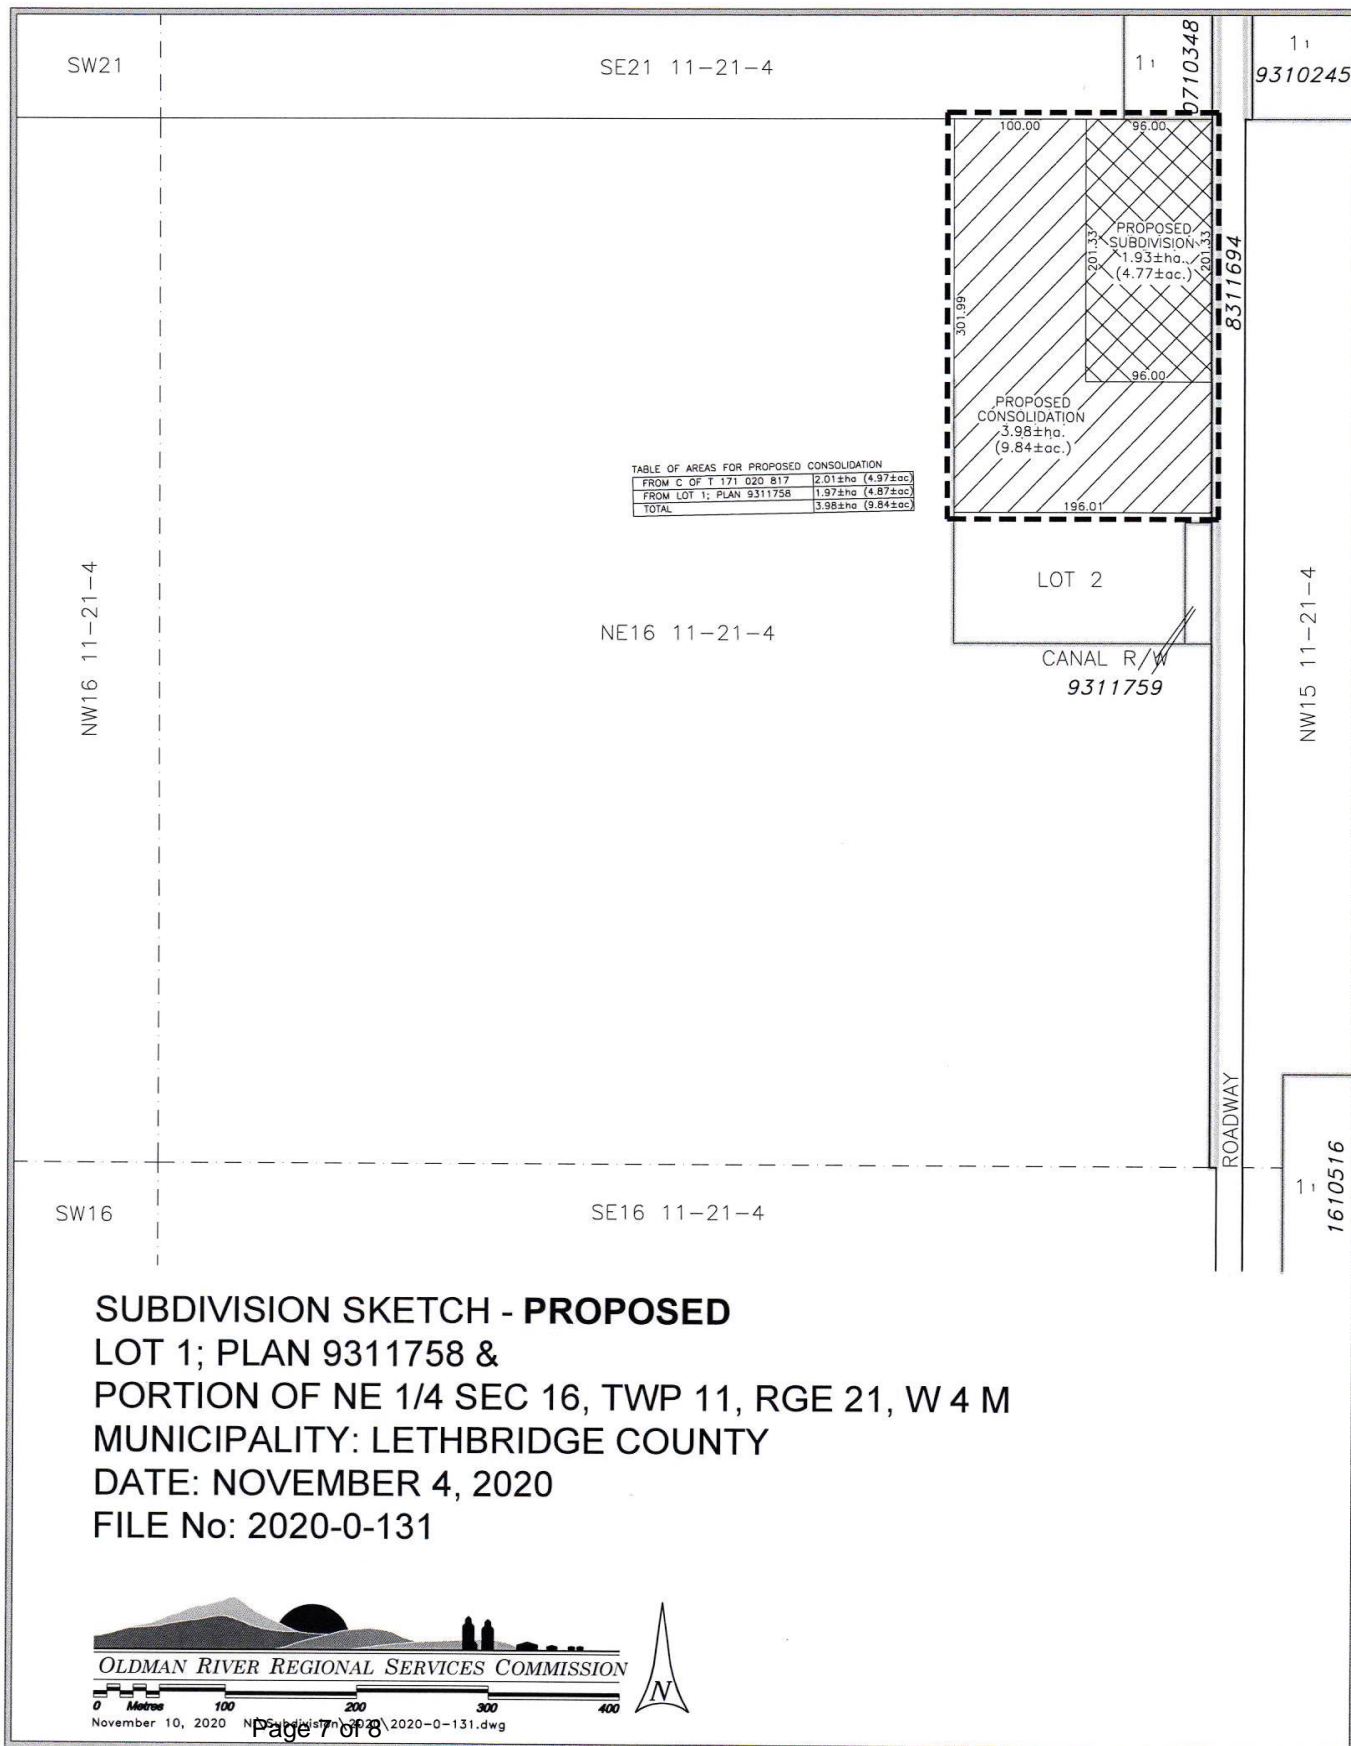 SW21
SE21 11-21-4
1
0710348
1
9310245
100.00
96.00
PROPOSED
SUBDIVISION
1.93±ha.
(4.77±ac.)
201.33
201.33
8311694
301.99
96.00
PROPOSED
CONSOLIDATION
3.98±ha.
(9.84±ac.)
196.01
TABLE OF AREAS FOR PROPOSED CONSOLIDATION
FROM C OF T 171 020 817 2.01±ha (4.97±ac)
FROM LOT 1; PLAN 9311758 1.97±ha (4.87±ac)
TOTAL 3.98±ha (9.84±ac)
LOT 2
NW16 11-21-4
NE16 11-21-4
CANAL R/W
9311759
NW15 11-21-4
ROADWAY
1
1610516
SW16
SE16 11-21-4
SUBDIVISION SKETCH - PROPOSED
LOT 1; PLAN 9311758 &
PORTION OF NE 1/4 SEC 16, TWP 11, RGE 21, W 4 M
MUNICIPALITY: LETHBRIDGE COUNTY
DATE: NOVEMBER 4, 2020
FILE No: 2020-0-131
OLDMAN RIVER REGIONAL SERVICES COMMISSION
0 Metres 100 200 300 400
N
November 10, 2020 N:\Subdivision\2020\2020-0-131.dwg
Page 7 of 8